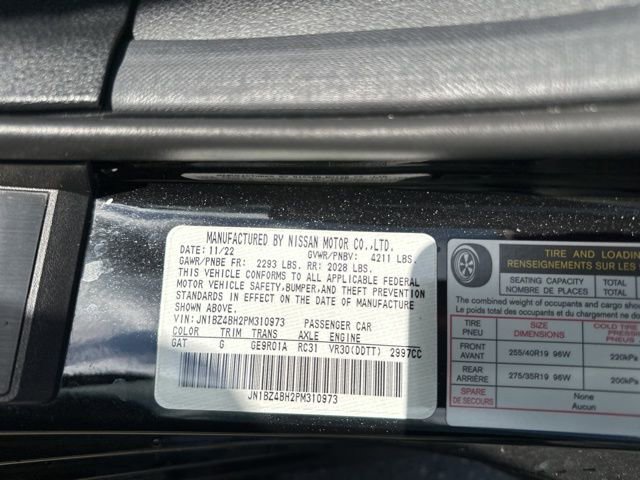 MANUFACTURED BY NISSAN MOTOR CO.,LTD.
DATE: 11/22 GVWR/PNBV: 4211 LBS.
GAWR/PNBE FR: 2293 LBS. RR: 2028 LBS.
THIS VEHICLE CONFORMS TO ALL APPLICABLE FEDERAL
MOTOR VEHICLE SAFETY,BUMPER,AND THEFT PREVENTION
STANDARDS IN EFFECT ON THE DATE OF MANUFACTURE
SHOWN ABOVE.
VIN: JN1BZ4BH2PM310973 PASSENGER CAR
COLOR TRIM TRANS AXLE ENGINE
GAT G GE9R01A RC31 VR30(DDTT) 2997CC
JN1BZ4BH2PM310973
TIRE AND LOADIN
RENSEIGNEMENTS SUR LES
SEATING CAPACITY
NOMBRE DE PLACES
TOTAL
TOTAL
The combined weight of occupants and cargo shou
Le poids total des occupants et du chargement
TIRE
PNEU
SIZE
DIMENSIONS
COLD TIRE
PRESSI
PNEUS
FRONT
AVANT
255/40R19 96W
220kPa
REAR
ARRIÈRE
275/35R19 96W
200kPa
SPARE
DE SECOURS
None
Aucun